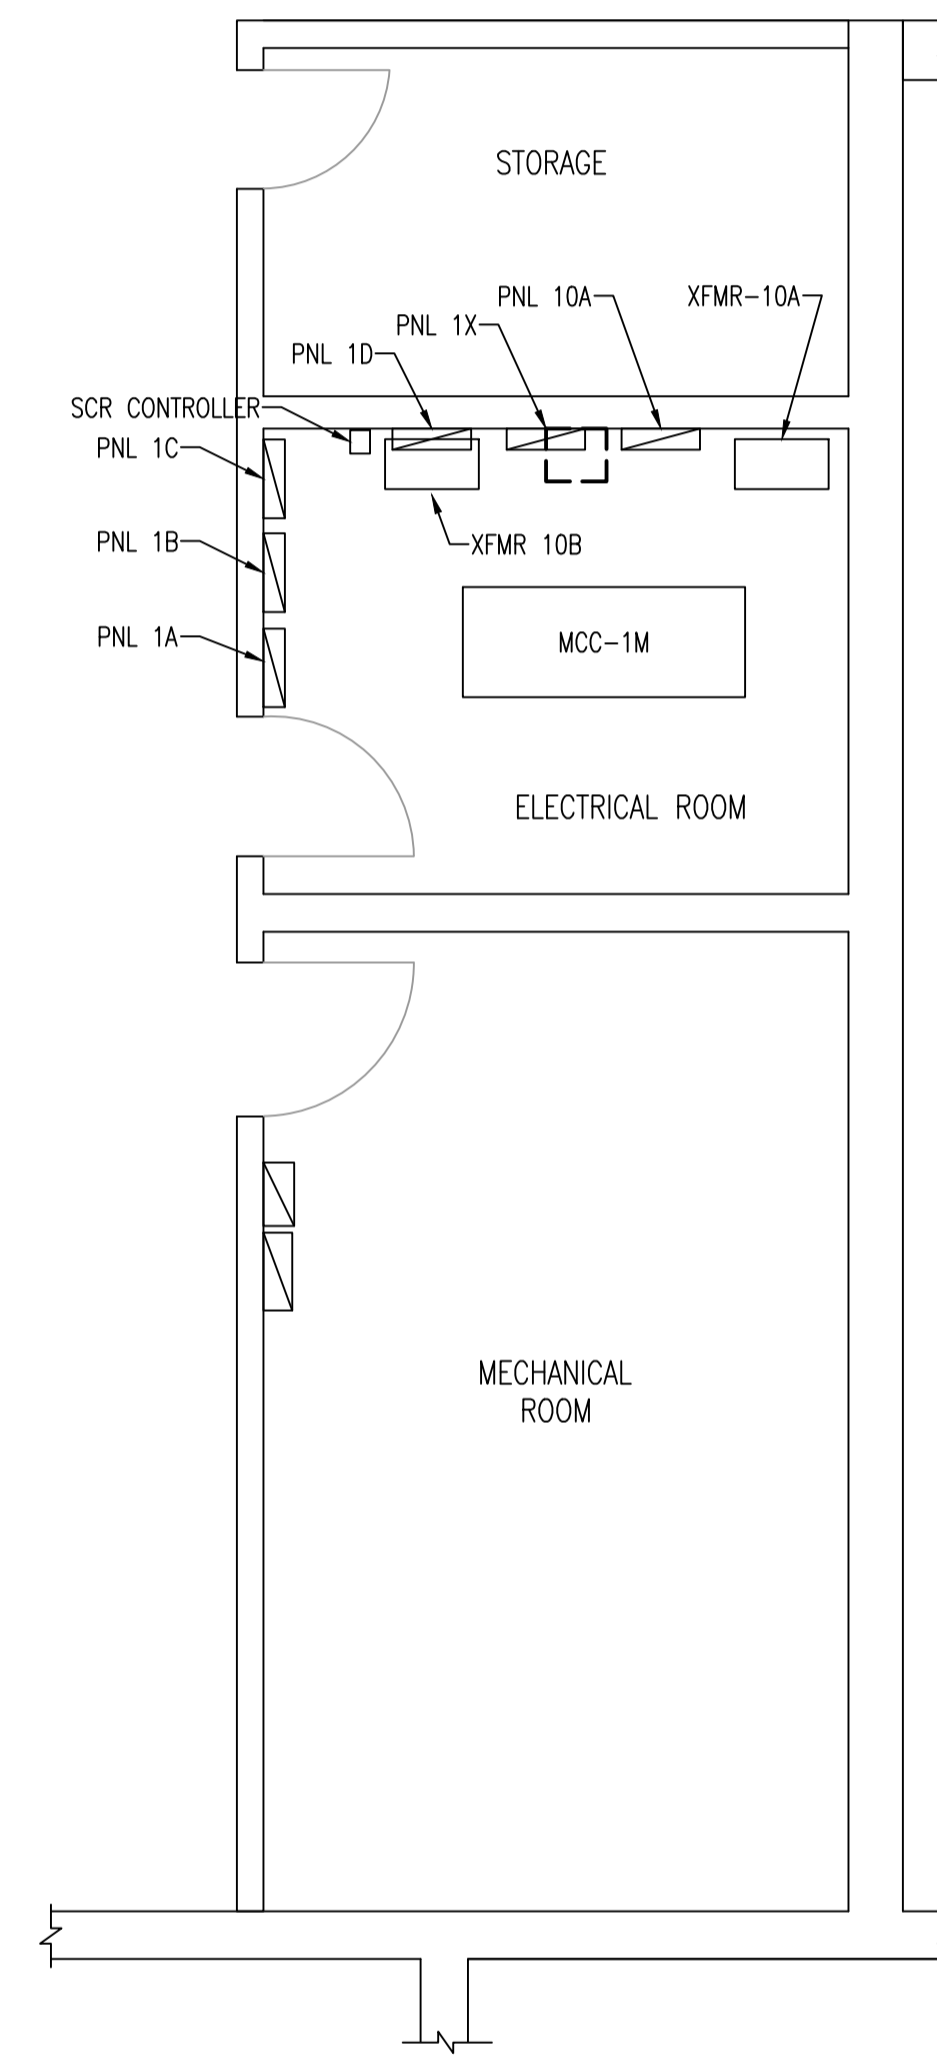 STORAGE
PNL 10A
XFMR-10A
PNL 1X
PNL 1D
SCR CONTROLLER
PNL 1C
PNL 1B
XFMR 10B
PNL 1A
MCC-1M
ELECTRICAL ROOM
MECHANICAL
ROOM